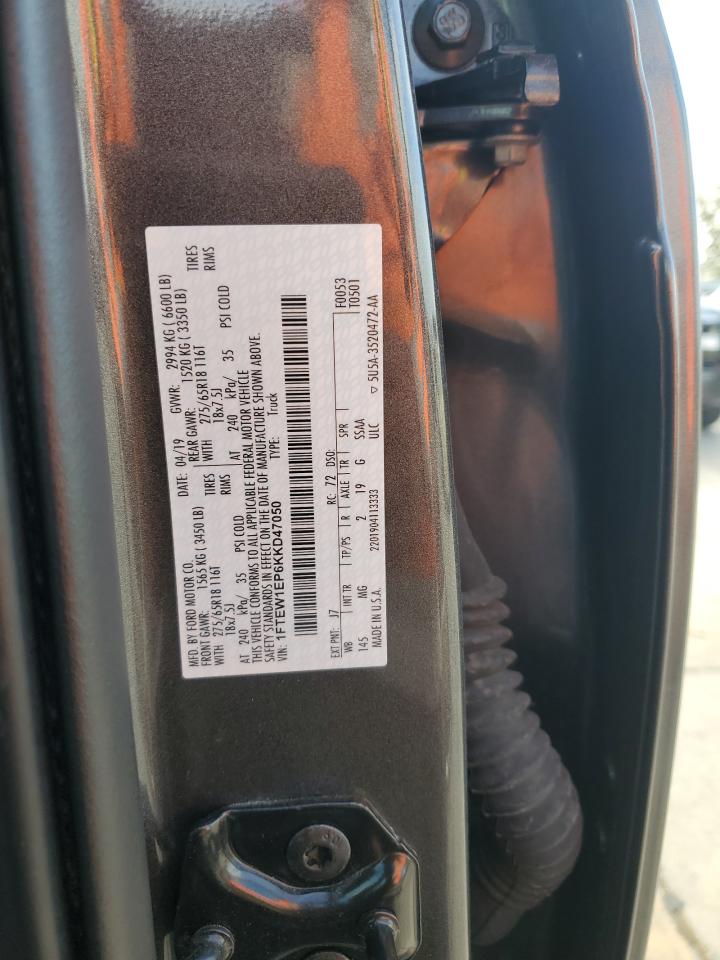 MFD. BY FORD MOTOR CO.
DATE: 04/19 GVWR: 2994 KG ( 6600 LB)
FRONT GAWR: 1565 KG ( 3450 LB) REAR GAWR: 1520 KG ( 3350 LB)
WITH 275/65R18 116T TIRES WITH 275/65R18 116T TIRES
18x7.5J RIMS 18x7.5J RIMS
AT 240 kPa/ 35 PSI COLD AT 240 kPa/ 35 PSI COLD
THIS VEHICLE CONFORMS TO ALL APPLICABLE FEDERAL MOTOR VEHICLE
SAFETY STANDARDS IN EFFECT ON THE DATE OF MANUFACTURE SHOWN ABOVE.
VIN: 1FTEW1EP6KKD47050 TYPE: Truck
F0053
EXT PNT: J7 RC: 72 DSO: T0501
WB INT TR TP/PS R AXLE TR SPR
145 MG 2 19 G SSAA
MADE IN U.S.A. 2201904113333 ULC ▽ 5U5A-3520472-AA